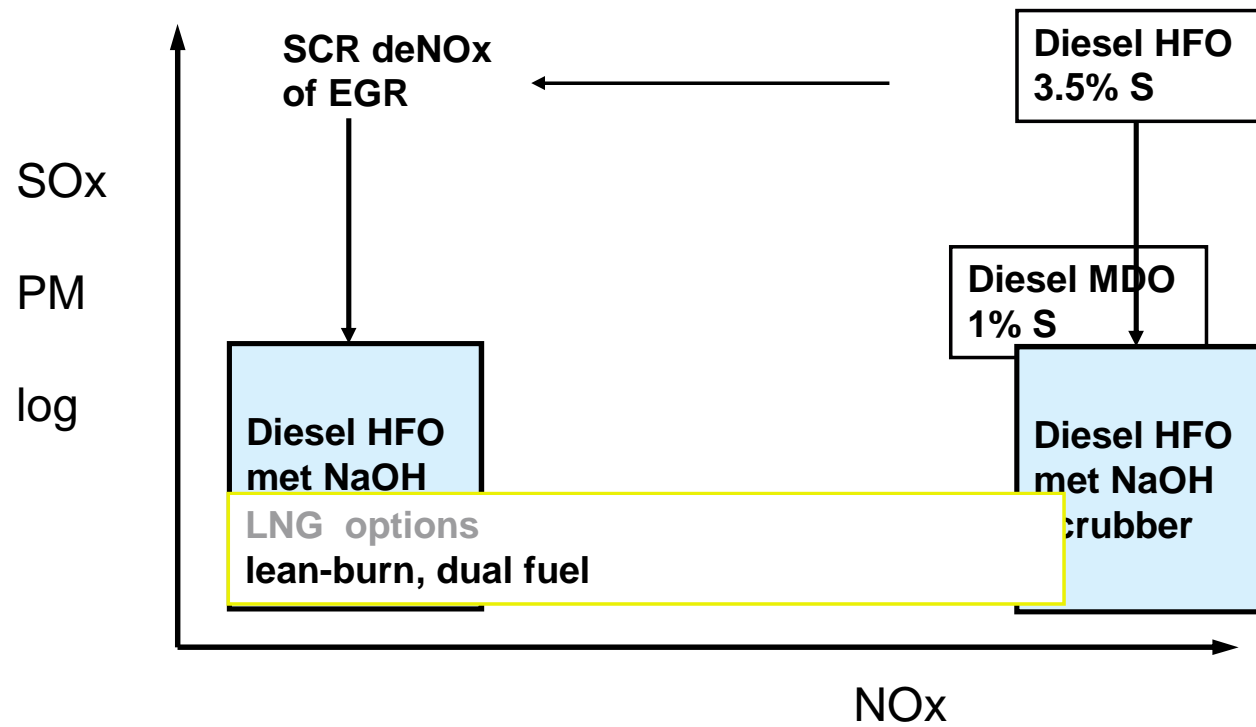 SCR deNOx
of EGR
Diesel HFO
3.5% S
SOx
PM
log
Diesel MDO
1% S
Diesel HFO
met NaOH
Diesel HFO
met NaOH
crubber
LNG options
lean-burn, dual fuel
NOx